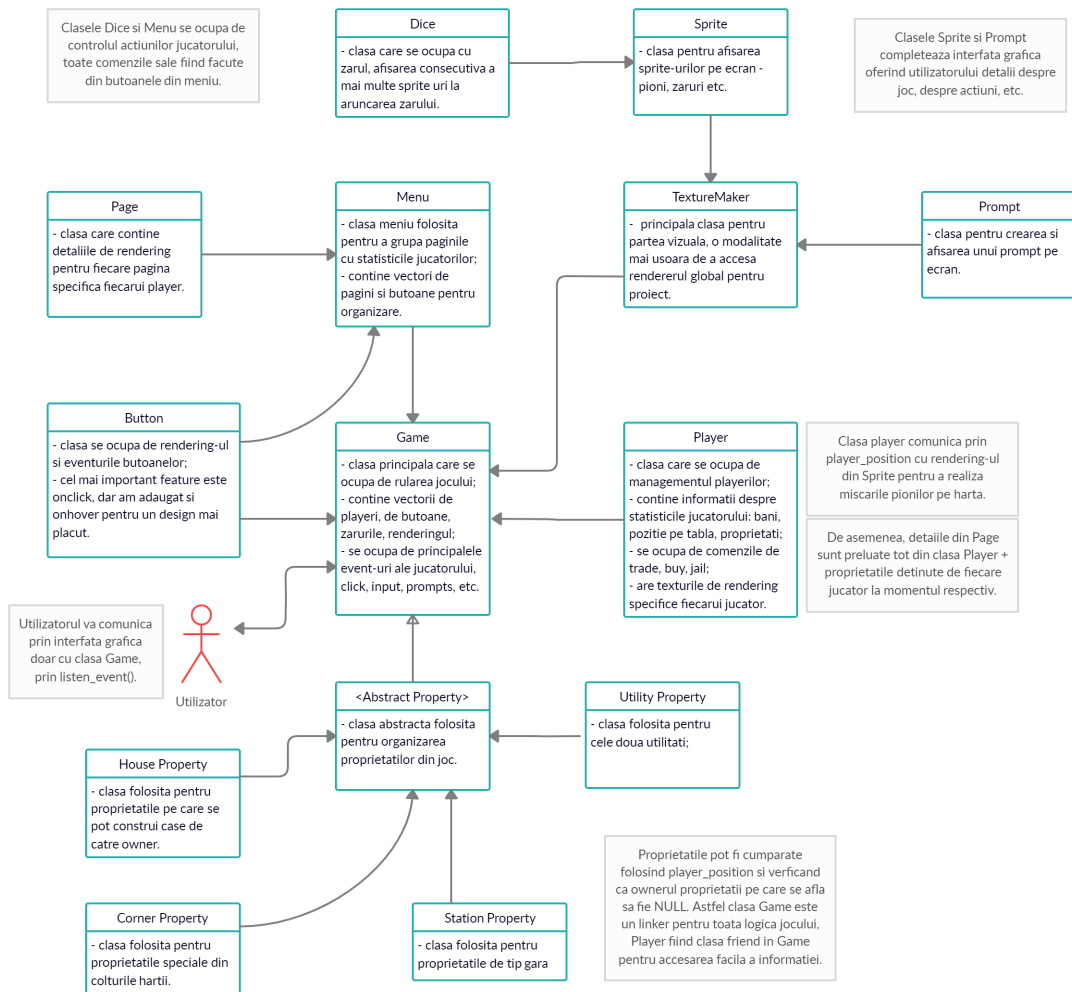 Clasele Dice si Menu se ocupa de
controlul actiunilor jucatorului,
toate comenzile sale fiind facute
din butoanele din meniu.
Dice
- clasa care se ocupa cu
zarul, afisarea consecutiva a
mai multe sprite uri la
aruncarea zarului.
Sprite
- clasa pentru afisarea
sprite-urilor pe ecran -
pioni, zaruri etc.
Clasele Sprite si Prompt
completeaza interfata grafica
oferind utilizatorului detalii despre
joc, despre actiuni, etc.
Page
- clasa care contine
detaliile de rendering
pentru fiecare pagina
specifica fiecarui player.
Menu
- clasa meniu folosita
pentru a grupa paginile
cu statisticile jucatorilor;
- contine vectori de
pagini si butoane pentru
organizare.
TextureMaker
- principala clasa pentru
partea vizuala, o modalitate
mai usoara de a accesa
rendererul global pentru
proiect.
Prompt
- clasa pentru crearea si
afisarea unui prompt pe
ecran.
Button
- clasa se ocupa de rendering-ul
si eventurile butoanelor;
- cel mai important feature este
onclick, dar am adaugat si
onhover pentru un design mai
placut.
Game
- clasa principala care se
ocupa de rularea jocului;
- contine vectorii de
playeri, de butoane,
zarurile, renderingul;
- se ocupa de principalele
event-uri ale jucatorului,
click, input, prompts, etc.
Player
- clasa care se ocupa de
managementul playerilor;
- contine informatii despre
statisticile jucatorului: bani,
pozitie pe tabla, proprietati;
- se ocupa de comenzile de
trade, buy, jail;
- are texturile de rendering
specifice fiecarui jucator.
Clasa player comunica prin
player_position cu rendering-ul
din Sprite pentru a realiza
miscarile pionilor pe harta.
De asemenea, detaiile din Page
sunt preluate tot din clasa Player +
proprietatile detinute de fiecare
jucator la momentul respectiv.
Utilizatorul va comunica
prin interfata grafica
doar cu clasa Game,
prin listen_event().
Utilizator
<Abstract Property>
- clasa abstracta folosita
pentru organizarea
proprietatilor din joc.
Utility Property
- clasa folosita pentru
cele doua utilitati;
House Property
- clasa folosita pentru
proprietatile pe care se
pot construi case de
catre owner.
Corner Property
- clasa folosita pentru
proprietatile speciale din
colturile hartii.
Station Property
- clasa folosita pentru
proprietatile de tip gara
Proprietatile pot fi cumparate
folosind player_position si verficand
ca ownerul proprietatii pe care se afla
sa fie NULL. Astfel clasa Game este
un linker pentru toata logica jocului,
Player fiind clasa friend in Game
pentru accesarea facila a informatiei.